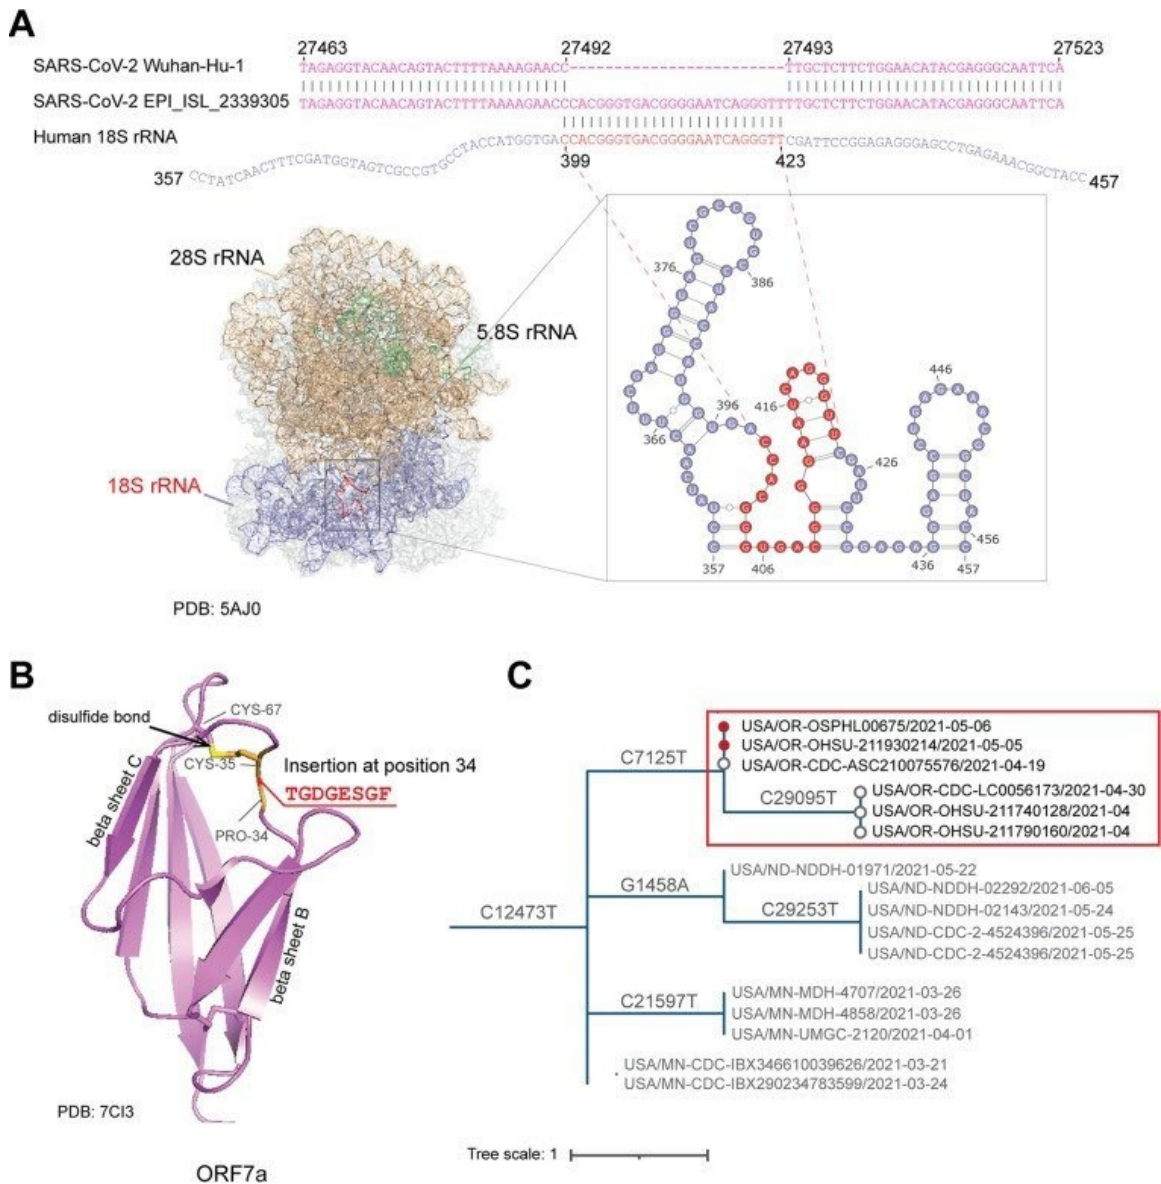 A
27463 27492 27493 27523
SARS-CoV-2 Wuhan-Hu-1 TAGAGGTACAACAGTACTTTTAAAAGAACC-------------------------TTGCTCTTCTGGAACATACGAGGGCAATTCA
SARS-CoV-2 EPI_ISL_2339305 TAGAGGTACAACAGTACTTTTAAAAGAACCCACGGGTGACGGGGAATCAGGGTTTTGCTCTTCTGGAACATACGAGGGCAATTCA
Human 18S rRNA
357 CCTATCAACTTTCGATGGTAGTCGCCGTGCCTACCATGGTGACCACGGGTGACGGGGAATCAGGGTTCGATTCCGGAGAGGGAGCCTGAGAAACGGCTACC 457
399 423
28S rRNA
5.8S rRNA
18S rRNA
PDB: 5AJ0
376
386
366
396
416
426
446
357
406
436
456
457
B
disulfide bond
CYS-67
CYS-35
Insertion at position 34
TGDGESGF
PRO-34
beta sheet C
beta sheet B
PDB: 7CI3
ORF7a
C
USA/OR-OSPHL00675/2021-05-06
USA/OR-OHSU-211930214/2021-05-05
C7125T
USA/OR-CDC-ASC210075576/2021-04-19
USA/OR-CDC-LC0056173/2021-04-30
C29095T
USA/OR-OHSU-211740128/2021-04
USA/OR-OHSU-211790160/2021-04
USA/ND-NDDH-01971/2021-05-22
G1458A
USA/ND-NDDH-02292/2021-06-05
C29253T
USA/ND-NDDH-02143/2021-05-24
C12473T
USA/ND-CDC-2-4524396/2021-05-25
USA/ND-CDC-2-4524396/2021-05-25
C21597T
USA/MN-MDH-4707/2021-03-26
USA/MN-MDH-4858/2021-03-26
USA/MN-UMGC-2120/2021-04-01
USA/MN-CDC-IBX346610039626/2021-03-21
USA/MN-CDC-IBX290234783599/2021-03-24
Tree scale: 1